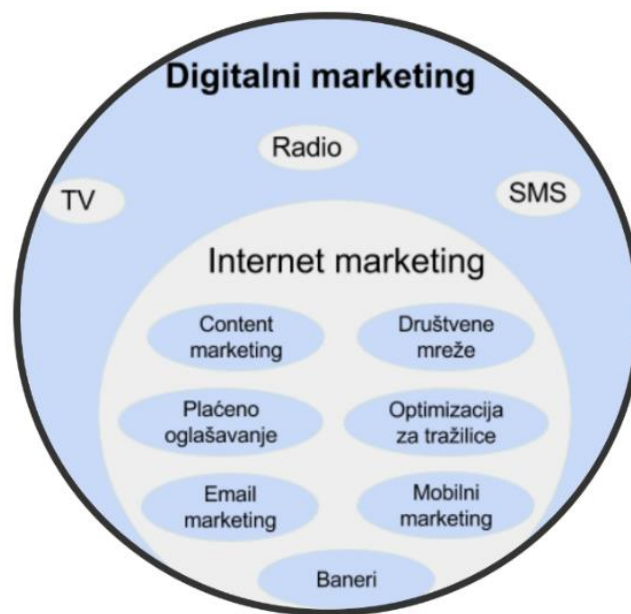 Digitalni marketing
Radio
TV
SMS
Internet marketing
Content
marketing
Društvene
mreže
Plaćeno
oglašavanje
Optimizacija
za tražilice
Email
marketing
Mobilni
marketing
Baneri